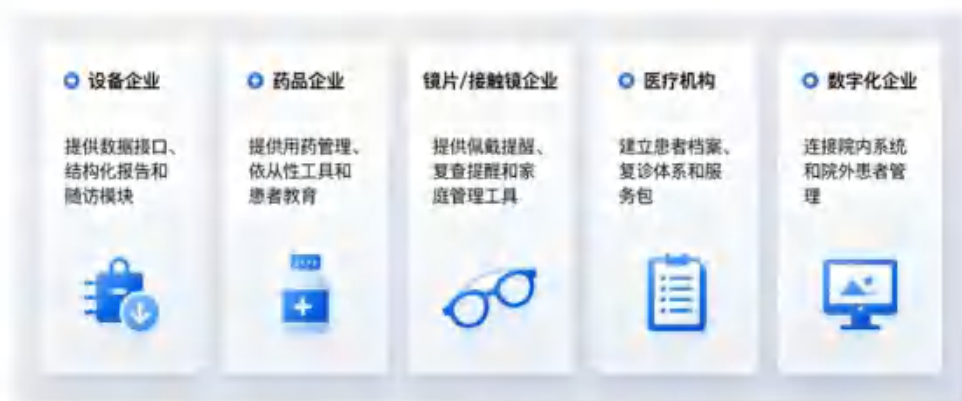 设备企业
提供数据接口、
结构化报告和
随访模块
药品企业
提供用药管理、
依从性工具和
患者教育
镜片/接触镜企业
提供佩戴提醒、
复查提醒和家
庭管理工具
医疗机构
建立患者档案、
复诊体系和服
务包
数字化企业
连接院内系统
和院外患者管
理